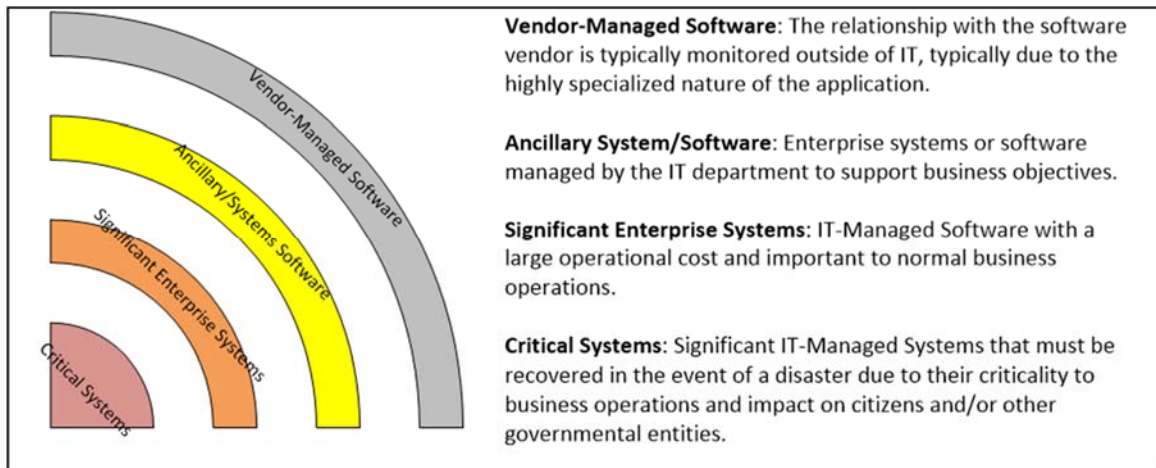 Vendor-Managed Software
Ancillary/Systems Software
Significant Enterprise Systems
Critical Systems
Vendor-Managed Software: The relationship with the software
vendor is typically monitored outside of IT, typically due to the
highly specialized nature of the application.
Ancillary System/Software: Enterprise systems or software
managed by the IT department to support business objectives.
Significant Enterprise Systems: IT-Managed Software with a
large operational cost and important to normal business
operations.
Critical Systems: Significant IT-Managed Systems that must be
recovered in the event of a disaster due to their criticality to
business operations and impact on citizens and/or other
governmental entities.